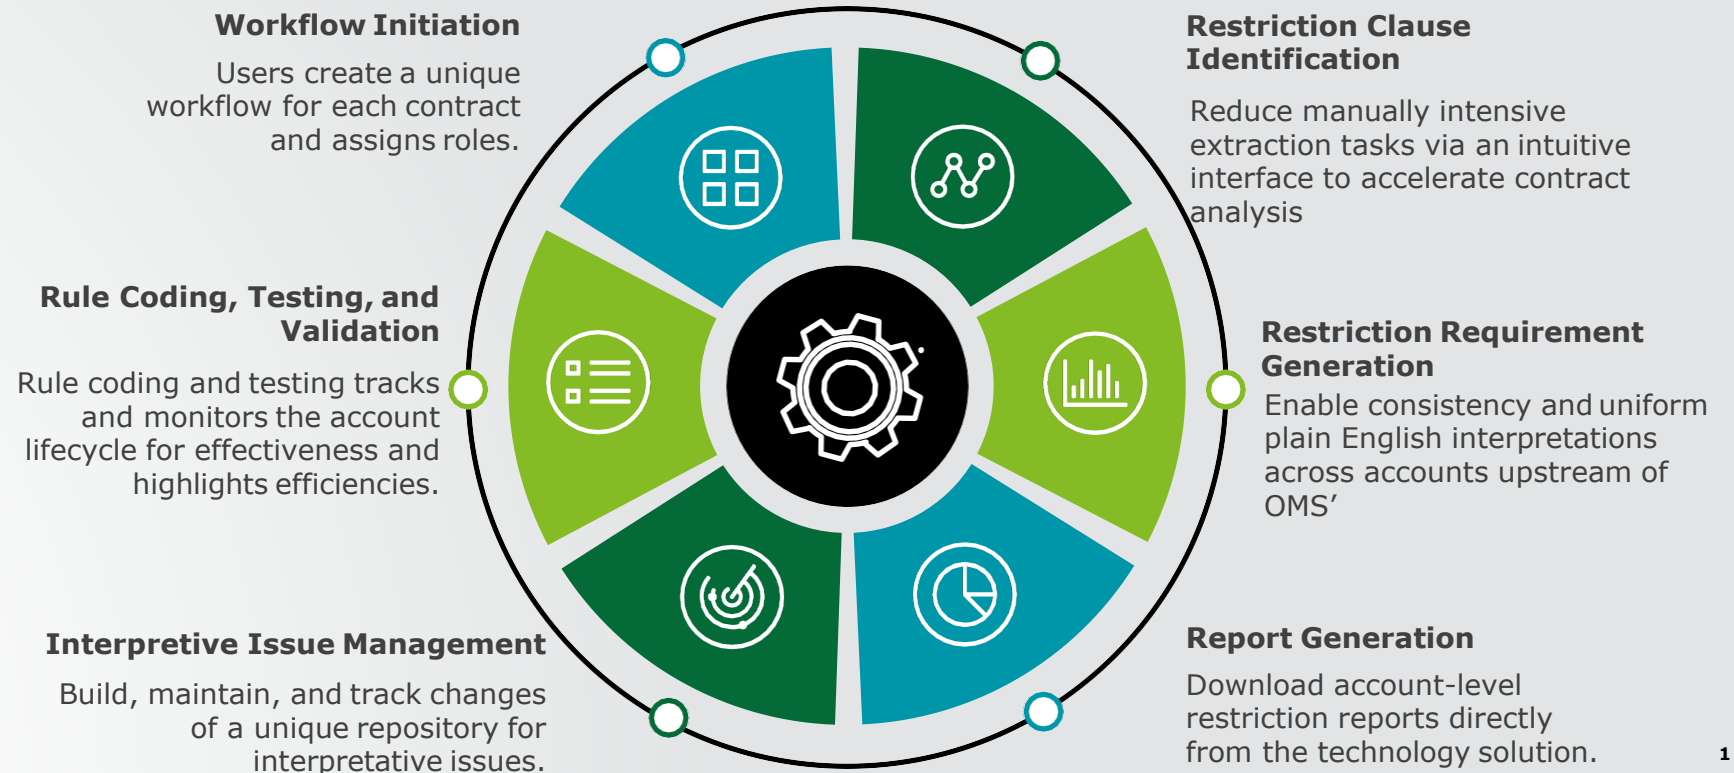 Workflow Initiation
Users create a unique
workflow for each contract
and assigns roles.
Restriction Clause
Identification
Reduce manually intensive
extraction tasks via an intuitive
interface to accelerate contract
analysis
Rule Coding, Testing, and
Validation
Rule coding and testing tracks
and monitors the account
lifecycle for effectiveness and
highlights efficiencies.
Restriction Requirement
Generation
Enable consistency and uniform
plain English interpretations
across accounts upstream of
OMS’
Interpretive Issue Management
Build, maintain, and track changes
of a unique repository for
interpretative issues.
Report Generation
Download account-level
restriction reports directly
from the technology solution.
1